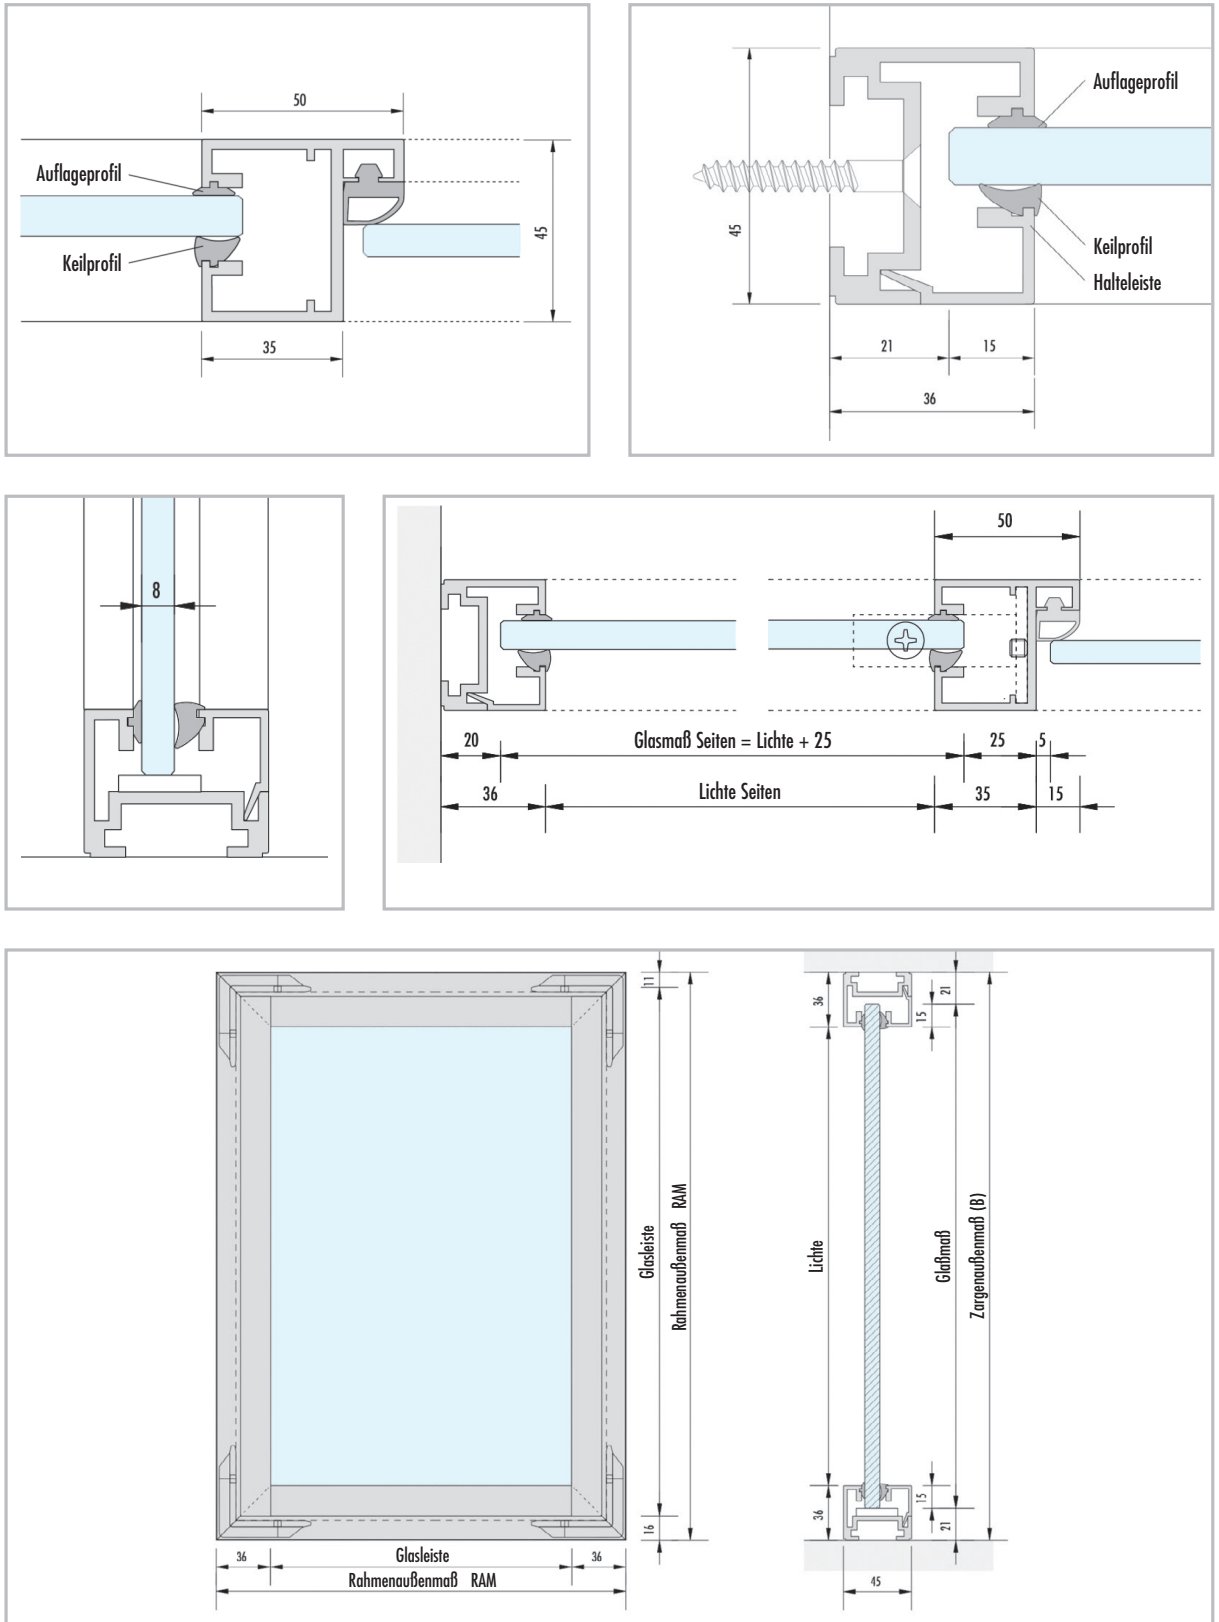 50
Auflageprofil
Keilprofil
45
35
Auflageprofil
45
Keilprofil
Halteleiste
21
15
36
8
50
20
Glasmaß Seiten = Lichte + 25
25
5
36
Lichte Seiten
35
15
11
Glasleiste
Rahmenaußenmaß RAM
16
36
Glasleiste
36
Rahmenaußenmaß RAM
36
21
15
Lichte
Glaßmaß
Zargenaußenmaß (B)
15
36
21
45